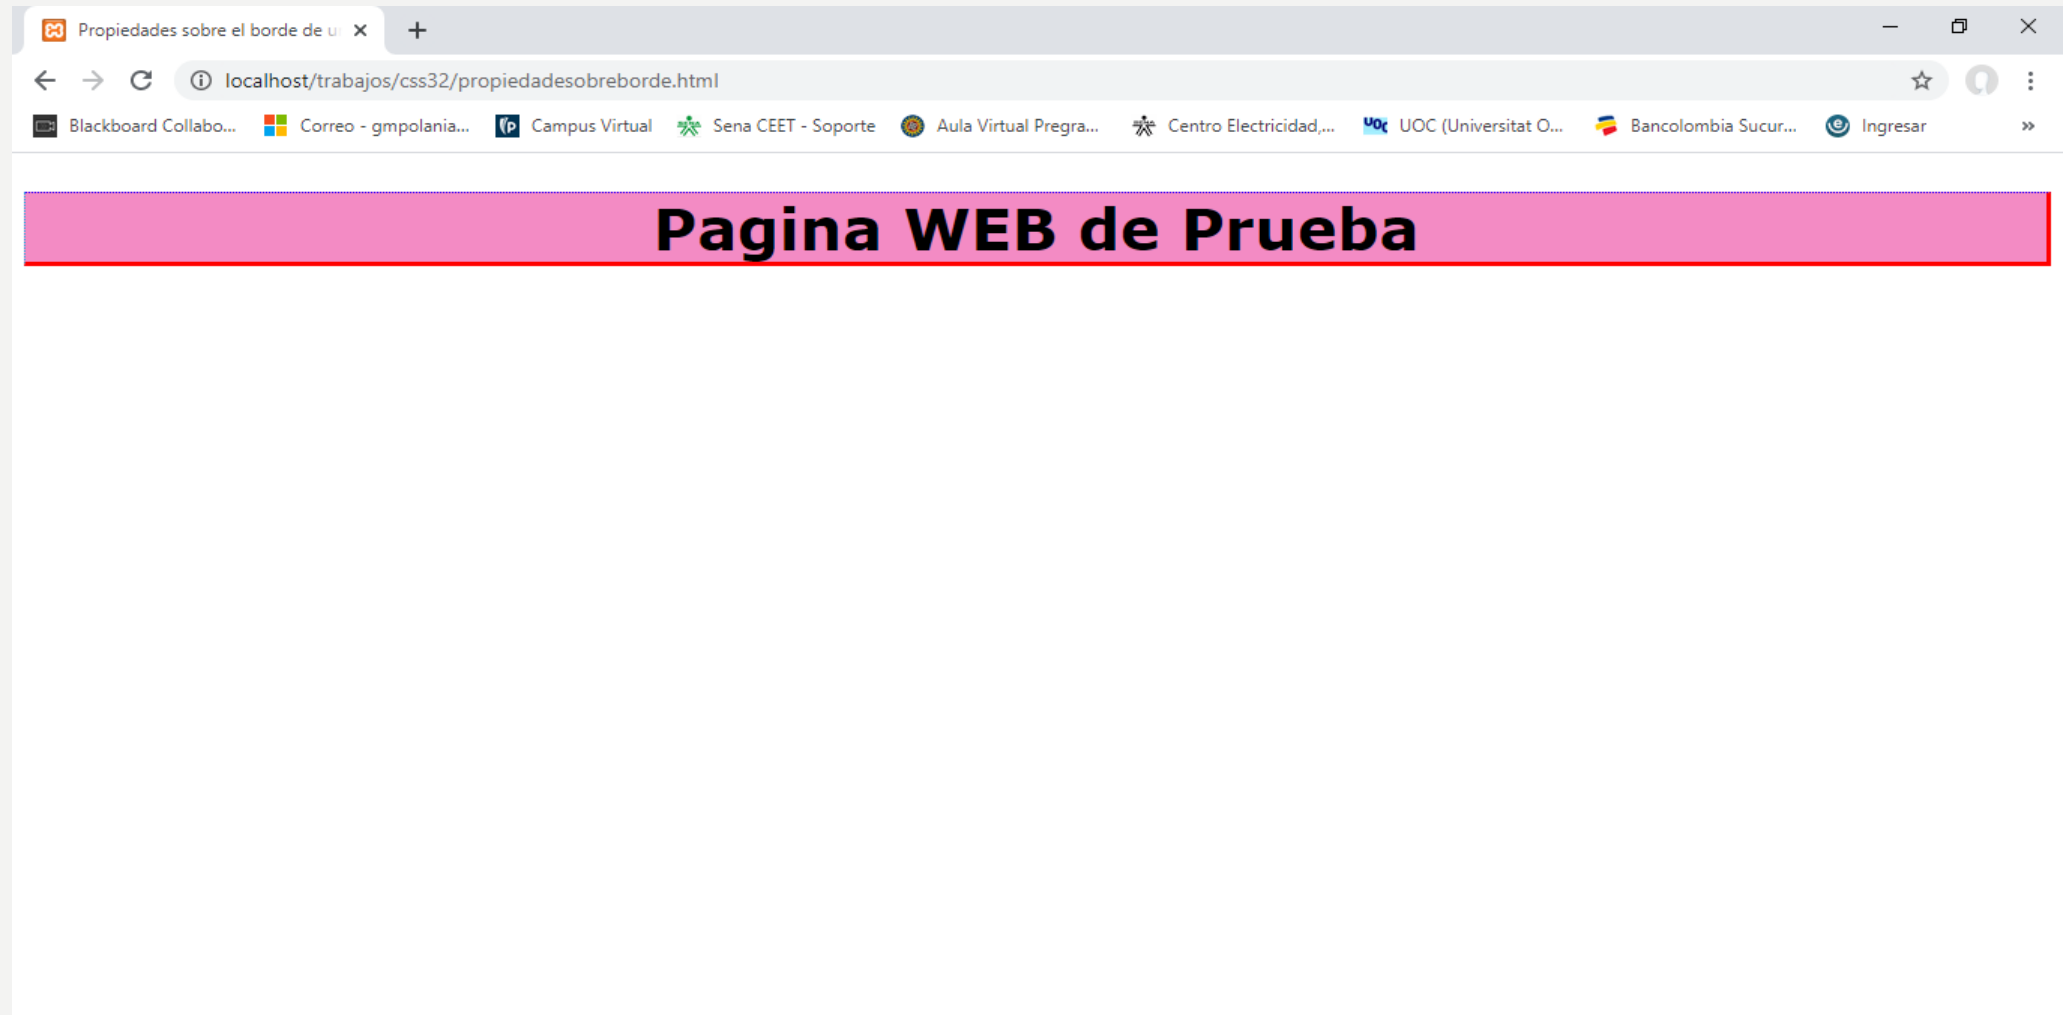 Propiedades sobre el borde de u
localhost/trabajos/css32/propiedadesobreborde.html
Blackboard Collabo... Correo - gmpolania... Campus Virtual Sena CEET - Soporte Aula Virtual Pregra... Centro Electricidad,... UOC UOC (Universitat O... Bancolombia Sucur... Ingresar »
Pagina WEB de Prueba